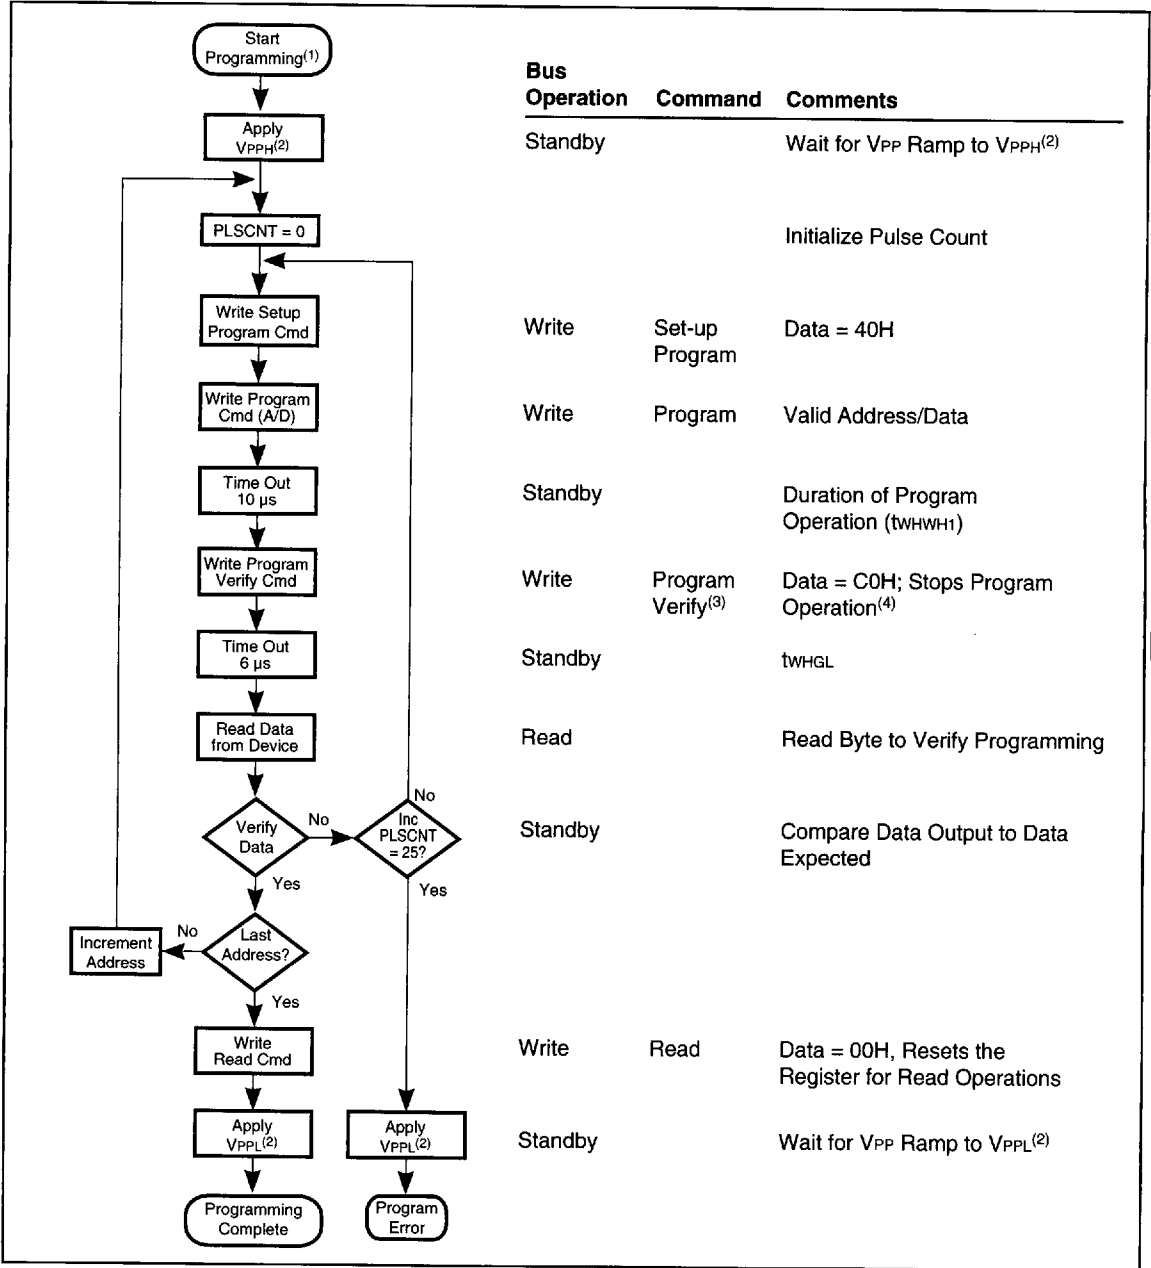 Start
Programming(1)
Apply
VPPH(2)
PLSCNT = 0
Write Setup
Program Cmd
Write Program
Cmd (A/D)
Time Out
10 µs
Write Program
Verify Cmd
Time Out
6 µs
Read Data
from Device
Verify
Data
No
Inc
PLSCNT
= 25?
No
Yes
Yes
Last
Address?
No
Increment
Address
Yes
Write
Read Cmd
Apply
VPPL(2)
Apply
VPPL(2)
Programming
Complete
Program
Error
Bus
Operation Command Comments
Standby Wait for VPP Ramp to VPPH(2)
Initialize Pulse Count
Write Set-up Data = 40H
Program
Write Program Valid Address/Data
Standby Duration of Program
Operation (tWHWH1)
Write Program Data = C0H; Stops Program
Verify(3) Operation(4)
Standby tWHGL
Read Read Byte to Verify Programming
Standby Compare Data Output to Data
Expected
Write Read Data = 00H, Resets the
Register for Read Operations
Standby Wait for VPP Ramp to VPPL(2)